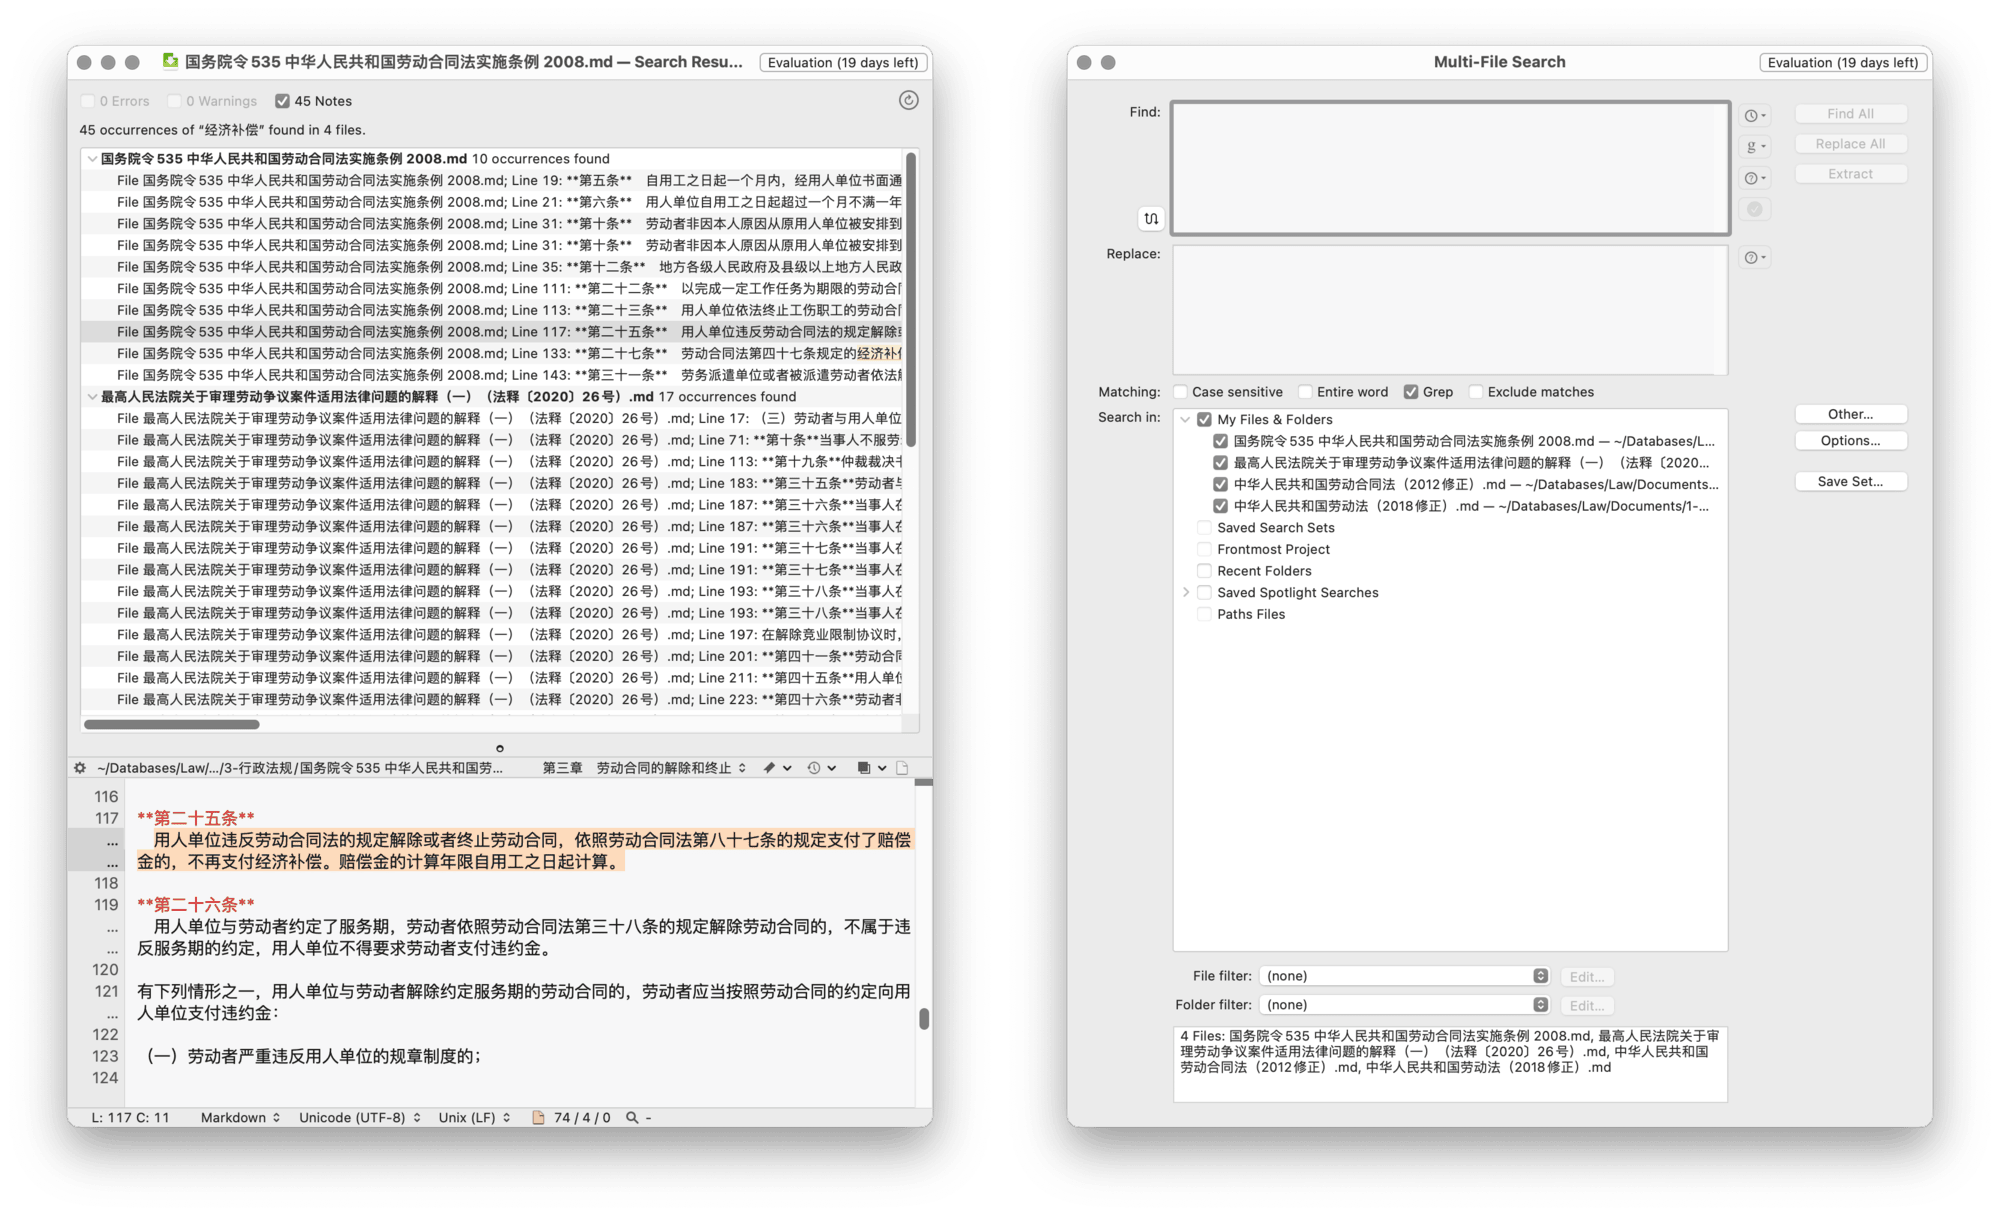 国务院令535 中华人民共和国劳动合同法实施条例 2008.md — Search Resu...
Evaluation (19 days left)
0 Errors
0 Warnings
45 Notes
45 occurrences of “经济补偿” found in 4 files.
国务院令535 中华人民共和国劳动合同法实施条例 2008.md 10 occurrences found
File 国务院令535 中华人民共和国劳动合同法实施条例 2008.md; Line 19: **第五条** 自用工之日起一个月内，经用人单位书面通
File 国务院令535 中华人民共和国劳动合同法实施条例 2008.md; Line 21: **第六条** 用人单位自用工之日起超过一个月不满一年
File 国务院令535 中华人民共和国劳动合同法实施条例 2008.md; Line 31: **第十条** 劳动者非因本人原因从原用人单位被安排到
File 国务院令535 中华人民共和国劳动合同法实施条例 2008.md; Line 31: **第十条** 劳动者非因本人原因从原用人单位被安排到
File 国务院令535 中华人民共和国劳动合同法实施条例 2008.md; Line 35: **第十二条** 地方各级人民政府及县级以上地方人民政
File 国务院令535 中华人民共和国劳动合同法实施条例 2008.md; Line 111: **第二十二条** 以完成一定工作任务为期限的劳动合同
File 国务院令535 中华人民共和国劳动合同法实施条例 2008.md; Line 113: **第二十三条** 用人单位依法终止工伤职工的劳动合同
File 国务院令535 中华人民共和国劳动合同法实施条例 2008.md; Line 117: **第二十五条** 用人单位违反劳动合同法的规定解除或
File 国务院令535 中华人民共和国劳动合同法实施条例 2008.md; Line 133: **第二十七条** 劳动合同法第四十七条规定的经济补偿
File 国务院令535 中华人民共和国劳动合同法实施条例 2008.md; Line 143: **第三十一条** 劳务派遣单位或者被派遣劳动者依法解
最高人民法院关于审理劳动争议案件适用法律问题的解释（一）（法释〔2020〕26号）.md 17 occurrences found
File 最高人民法院关于审理劳动争议案件适用法律问题的解释（一）（法释〔2020〕26号）.md; Line 17: （三）劳动者与用人单位
File 最高人民法院关于审理劳动争议案件适用法律问题的解释（一）（法释〔2020〕26号）.md; Line 71: **第十条**当事人不服劳
File 最高人民法院关于审理劳动争议案件适用法律问题的解释（一）（法释〔2020〕26号）.md; Line 113: **第十九条**仲裁裁决书
File 最高人民法院关于审理劳动争议案件适用法律问题的解释（一）（法释〔2020〕26号）.md; Line 183: **第三十五条**劳动者与
File 最高人民法院关于审理劳动争议案件适用法律问题的解释（一）（法释〔2020〕26号）.md; Line 187: **第三十六条**当事人在
File 最高人民法院关于审理劳动争议案件适用法律问题的解释（一）（法释〔2020〕26号）.md; Line 187: **第三十六条**当事人在
File 最高人民法院关于审理劳动争议案件适用法律问题的解释（一）（法释〔2020〕26号）.md; Line 191: **第三十七条**当事人在
File 最高人民法院关于审理劳动争议案件适用法律问题的解释（一）（法释〔2020〕26号）.md; Line 191: **第三十七条**当事人在
File 最高人民法院关于审理劳动争议案件适用法律问题的解释（一）（法释〔2020〕26号）.md; Line 193: **第三十八条**当事人在
File 最高人民法院关于审理劳动争议案件适用法律问题的解释（一）（法释〔2020〕26号）.md; Line 193: **第三十八条**当事人在
File 最高人民法院关于审理劳动争议案件适用法律问题的解释（一）（法释〔2020〕26号）.md; Line 197: 在解除竞业限制协议时，
File 最高人民法院关于审理劳动争议案件适用法律问题的解释（一）（法释〔2020〕26号）.md; Line 201: **第四十一条**劳动合同
File 最高人民法院关于审理劳动争议案件适用法律问题的解释（一）（法释〔2020〕26号）.md; Line 211: **第四十五条**用人单位
File 最高人民法院关于审理劳动争议案件适用法律问题的解释（一）（法释〔2020〕26号）.md; Line 223: **第四十六条**劳动者非
~/Databases/Law/.../3-行政法规/国务院令535 中华人民共和国劳...
第三章 劳动合同的解除和终止
116
117 **第二十五条**
... 用人单位违反劳动合同法的规定解除或者终止劳动合同，依照劳动合同法第八十七条的规定支付了赔偿
... 金的，不再支付经济补偿。赔偿金的计算年限自用工之日起计算。
118
119 **第二十六条**
... 用人单位与劳动者约定了服务期，劳动者依照劳动合同法第三十八条的规定解除劳动合同的，不属于违
... 反服务期的约定，用人单位不得要求劳动者支付违约金。
120
121 有下列情形之一，用人单位与劳动者解除约定服务期的劳动合同的，劳动者应当按照劳动合同的约定向用
... 人单位支付违约金：
122
123 （一）劳动者严重违反用人单位的规章制度的；
124
L: 117 C: 11 Markdown Unicode (UTF-8) Unix (LF) 74 / 4 / 0 -
Multi-File Search
Evaluation (19 days left)
Find:
g
Find All
Replace All
Extract
Replace:
Matching: Case sensitive Entire word Grep Exclude matches
Search in:
My Files & Folders
国务院令535 中华人民共和国劳动合同法实施条例 2008.md — ~/Databases/L...
最高人民法院关于审理劳动争议案件适用法律问题的解释（一）（法释〔2020...
中华人民共和国劳动合同法（2012修正）.md — ~/Databases/Law/Documents...
中华人民共和国劳动法（2018修正）.md — ~/Databases/Law/Documents/1-...
Saved Search Sets
Frontmost Project
Recent Folders
Saved Spotlight Searches
Paths Files
Other...
Options...
Save Set...
File filter: (none) Edit...
Folder filter: (none) Edit...
4 Files: 国务院令535 中华人民共和国劳动合同法实施条例 2008.md, 最高人民法院关于审
理劳动争议案件适用法律问题的解释（一）（法释〔2020〕26号）.md, 中华人民共和国
劳动合同法（2012修正）.md, 中华人民共和国劳动法（2018修正）.md